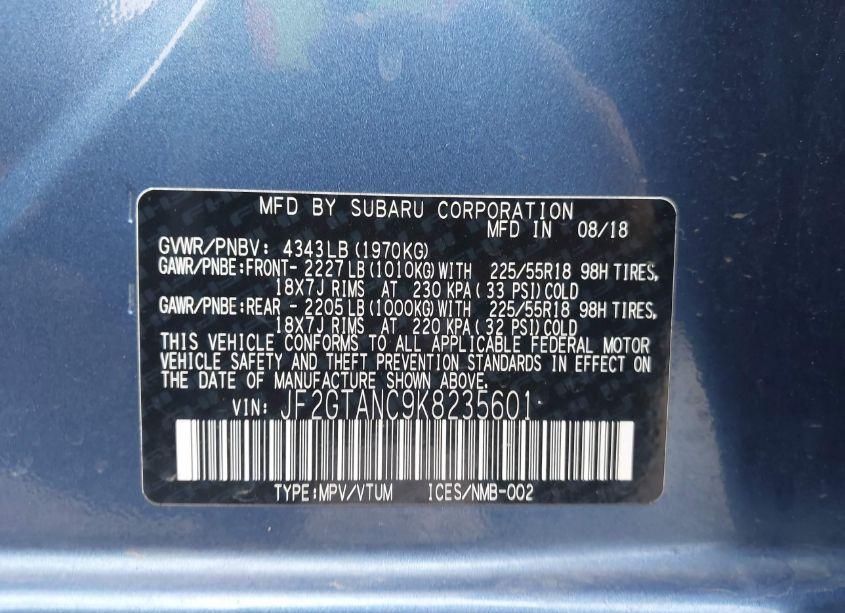 MFD BY SUBARU CORPORATION
MFD IN 08/18
GVWR/PNBV: 4343LB (1970KG)
GAWR/PNBE:FRONT- 2227LB (1010KG) WITH 225/55R18 98H TIRES,
18X7J RIMS AT 230 KPA (33 PSI) COLD
GAWR/PNBE:REAR - 2205LB (1000KG) WITH 225/55R18 98H TIRES,
18X7J RIMS AT 220 KPA (32 PSI) COLD
THIS VEHICLE CONFORMS TO ALL APPLICABLE FEDERAL MOTOR
VEHICLE SAFETY AND THEFT PREVENTION STANDARDS IN EFFECT ON
THE DATE OF MANUFACTURE SHOWN ABOVE.
VIN: JF2GTANC9K8235601
TYPE:MPV/VTUM ICES/NMB-002